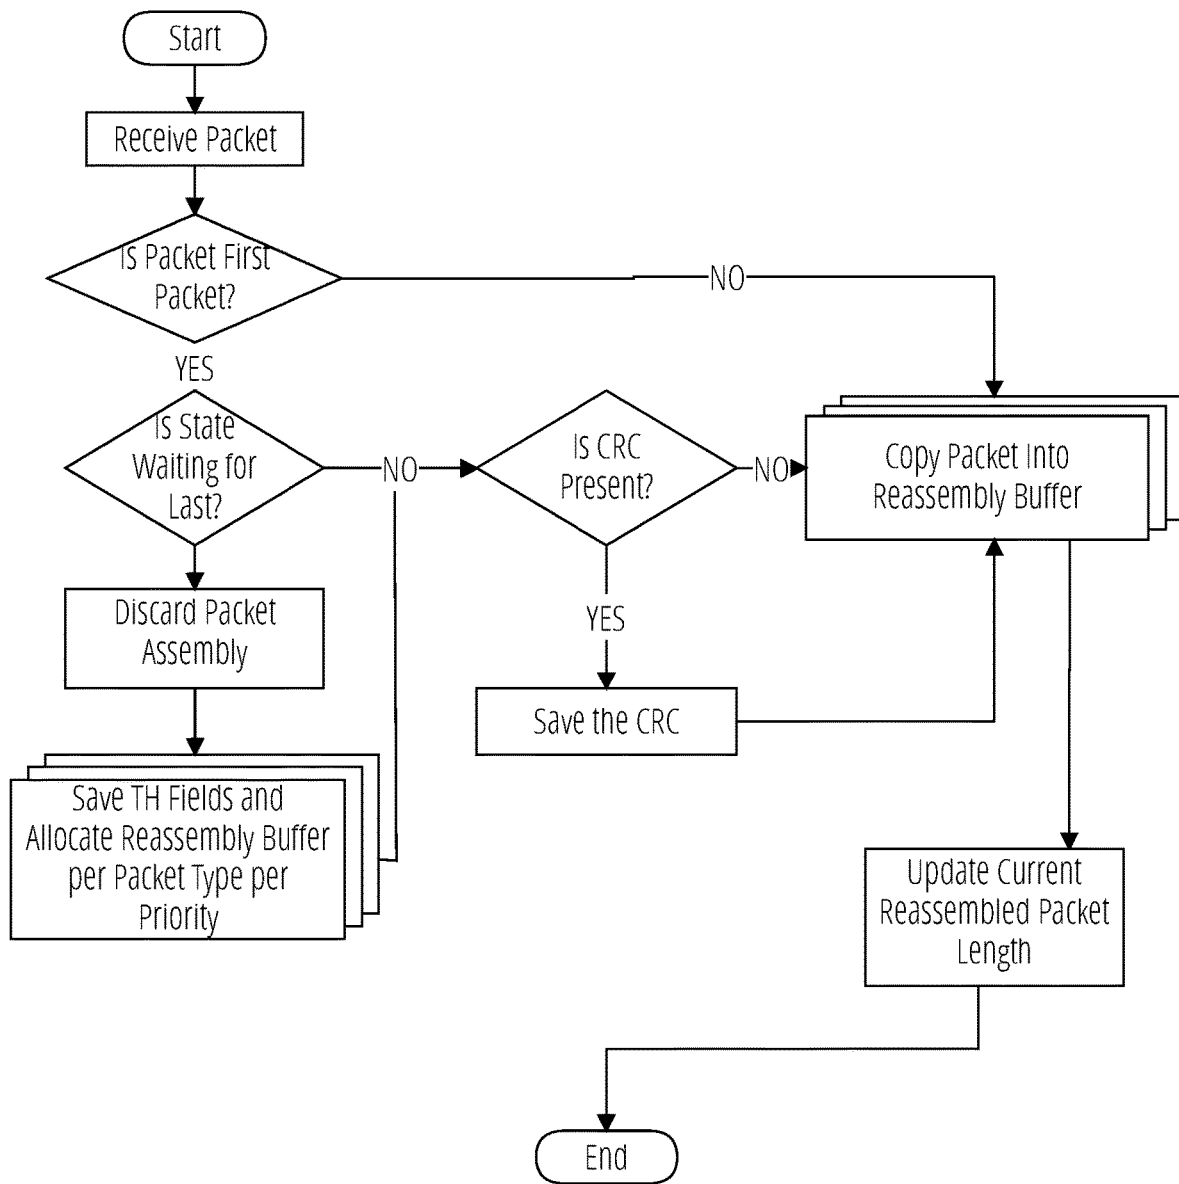 Start
Receive Packet
Is Packet First
Packet?
NO
YES
Is State
Waiting for
Last?
NO
Is CRC
Present?
NO
Copy Packet Into
Reassembly Buffer
Discard Packet
Assembly
YES
Save the CRC
Save TH Fields and
Allocate Reassembly Buffer
per Packet Type per
Priority
Update Current
Reassembled Packet
Length
End